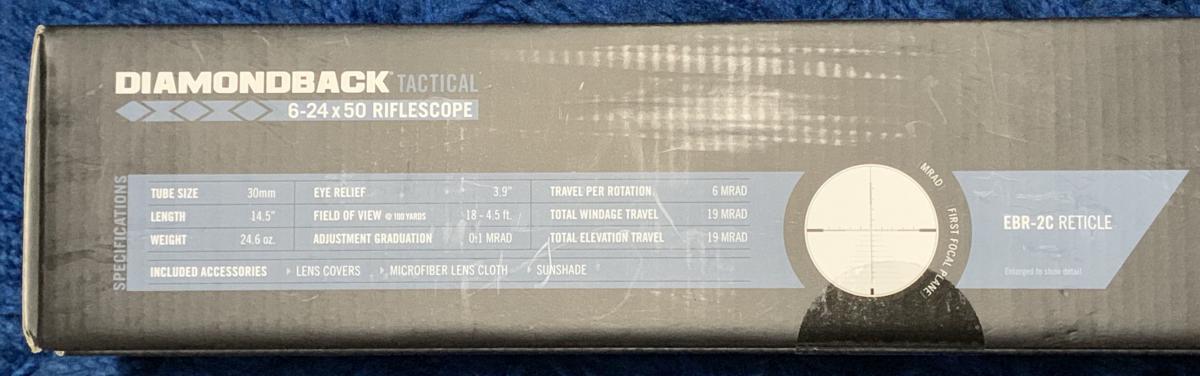 DIAMONDBACK® TACTICAL
6-24x50 RIFLESCOPE
SPECIFICATIONS
TUBE SIZE 30mm EYE RELIEF 3.9" TRAVEL PER ROTATION 6 MRAD
LENGTH 14.5" FIELD OF VIEW @ 100 YARDS 18 - 4.5 ft. TOTAL WINDAGE TRAVEL 19 MRAD
WEIGHT 24.6 oz. ADJUSTMENT GRADUATION 0.1 MRAD TOTAL ELEVATION TRAVEL 19 MRAD
INCLUDED ACCESSORIES LENS COVERS MICROFIBER LENS CLOTH SUNSHADE
MRAD
FIRST FOCAL PLANE
EBR-2C RETICLE
Enlarged to show detail